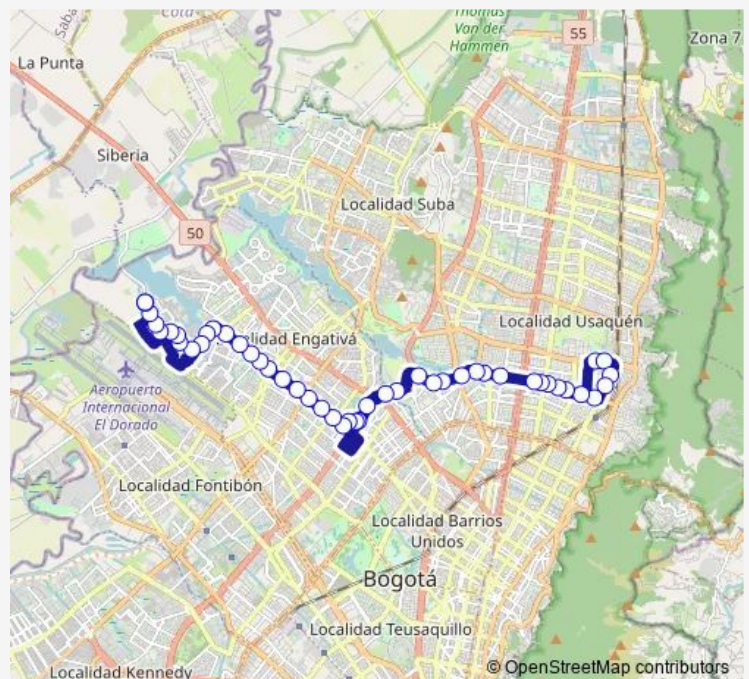 Cota
Thomas
Van der
Hammen
55
Zona 7
La Punta
Siberia
Localidad Suba
50
Localidad Usaquén
lidad Engativá
Aeropuerto
Internacional
El Dorado
Localidad Fontibón
Localidad Barrios
Unidos
Bogotá
Localidad Teusaquillo
Localidad Kennedy
© OpenStreetMap contributors